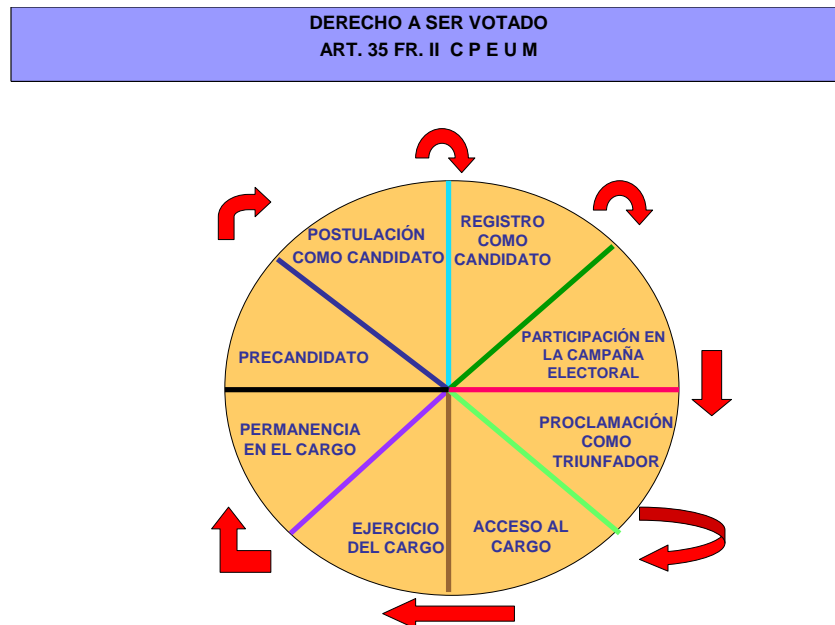 DERECHO A SER VOTADO
ART. 35 FR. II C P E U M
POSTULACIÓN
COMO CANDIDATO
REGISTRO
COMO
CANDIDATO
PARTICIPACIÓN EN
LA CAMPAÑA
ELECTORAL
PROCLAMACIÓN
COMO
TRIUNFADOR
ACCESO AL
CARGO
EJERCICIO
DEL CARGO
PERMANENCIA
EN EL CARGO
PRECANDIDATO